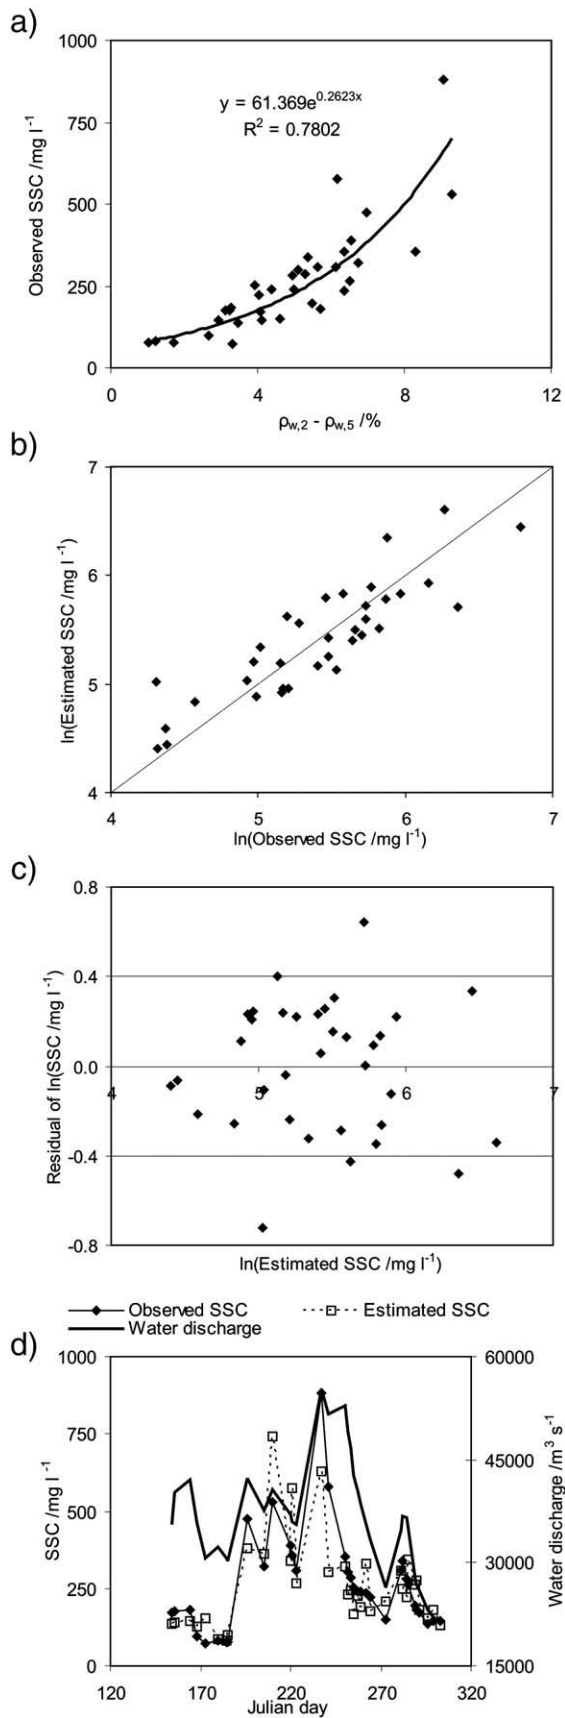 a)
1000
750
500
250
0
Observed SSC /mg l⁻¹
y = 61.369e^0.2623x
R² = 0.7802
0 4 8 12
ρw,2 - ρw,5 /%
b)
7
6
5
4
ln(Estimated SSC /mg l⁻¹)
4 5 6 7
ln(Observed SSC /mg l⁻¹)
c)
0.8
0.4
0.0
-0.4
-0.8
Residual of ln(SSC /mg l⁻¹)
4 5 6 7
ln(Estimated SSC /mg l⁻¹)
Observed SSC
Estimated SSC
Water discharge
d)
1000
750
500
250
0
SSC /mg l⁻¹
60000
45000
30000
15000
Water discharge /m³ s⁻¹
120 170 220 270 320
Julian day